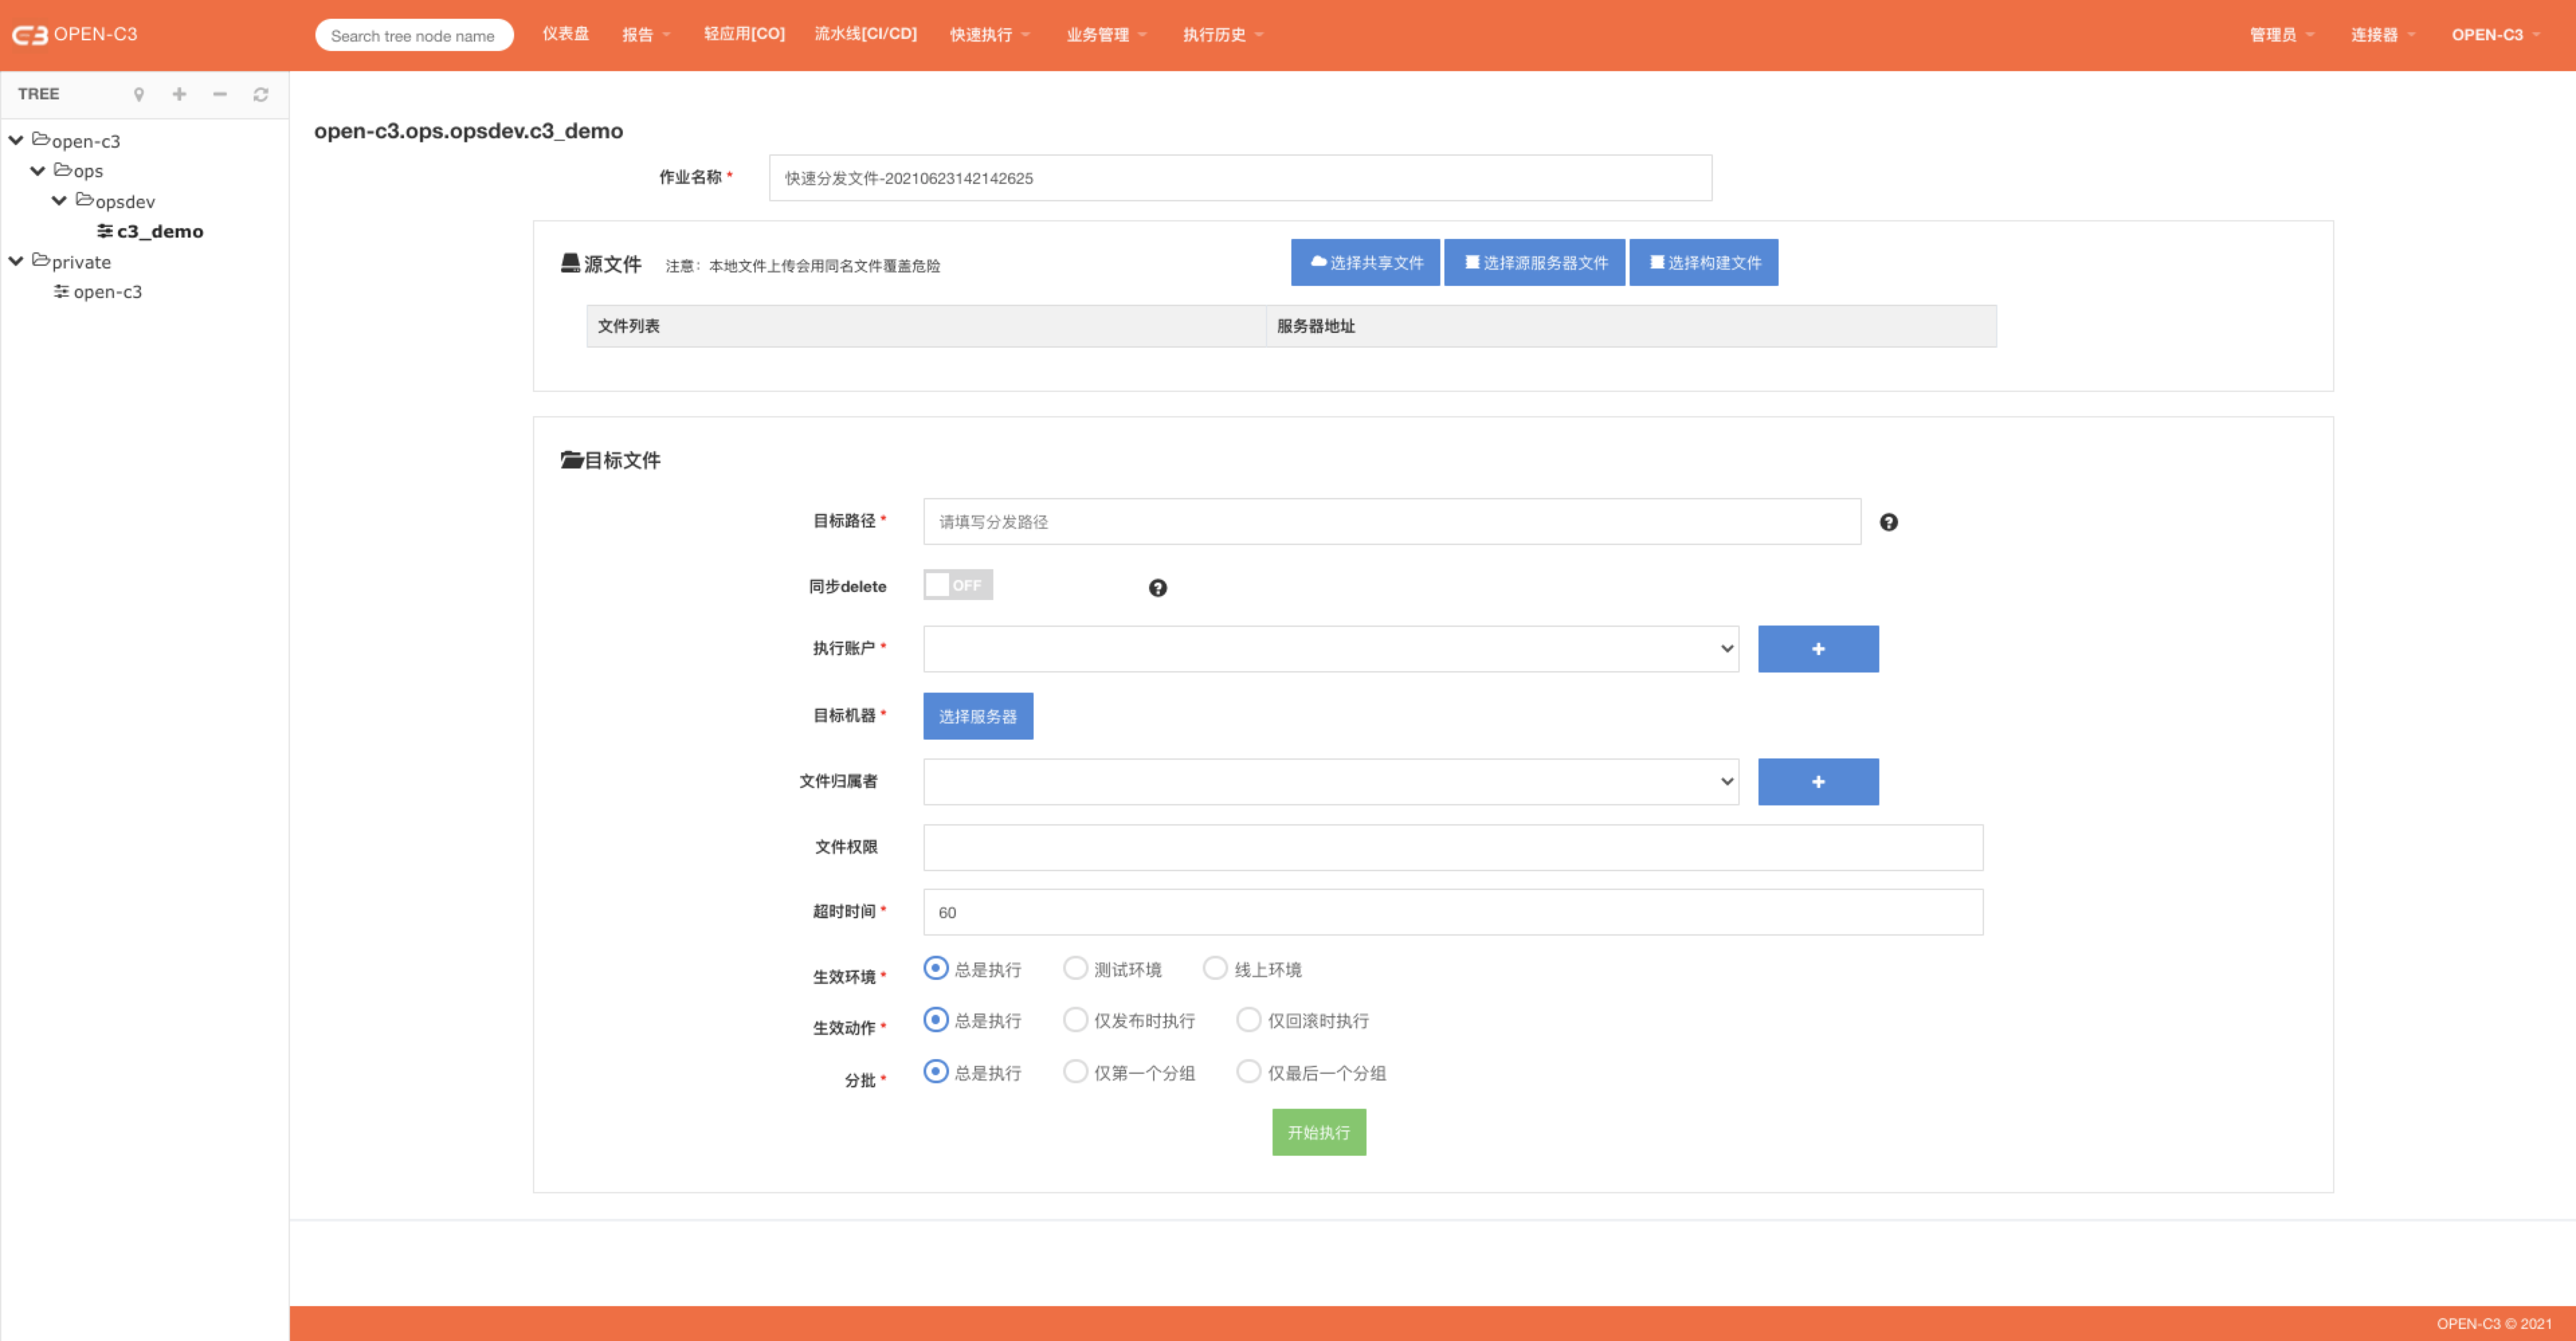 OPEN-C3
Search tree node name
仪表盘
报告
轻应用[CO]
流水线[CI/CD]
快速执行
业务管理
执行历史
管理员
连接器
OPEN-C3
TREE
open-c3
ops
opsdev
c3_demo
private
open-c3
open-c3.ops.opsdev.c3_demo
作业名称 *
快速分发文件-20210623142142625
源文件 注意：本地文件上传会用同名文件覆盖危险
选择共享文件
选择源服务器文件
选择构建文件
文件列表
服务器地址
目标文件
目标路径 *
请填写分发路径
同步delete
OFF
执行账户 *
目标机器 *
选择服务器
文件归属者
文件权限
超时时间 *
60
生效环境 *
总是执行
测试环境
线上环境
生效动作 *
总是执行
仅发布时执行
仅回滚时执行
分批 *
总是执行
仅第一个分组
仅最后一个分组
开始执行
OPEN-C3 © 2021